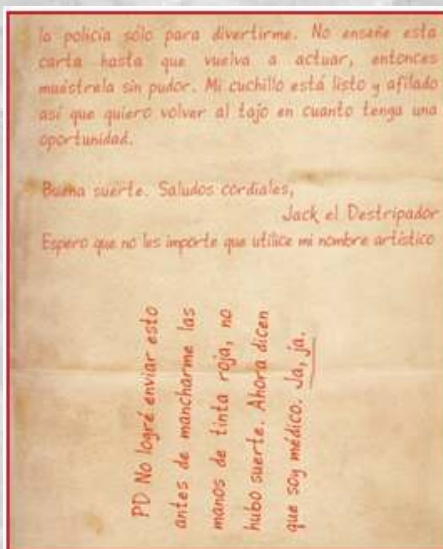 la policía sólo para divertirme. No enseñe esta
carta hasta que vuelva a actuar, entonces
muéstrela sin pudor. Mi cuchillo está listo y afilado
así que quiero volver al tajo en cuanto tenga una
oportunidad.
Buena suerte. Saludos cordiales,
Jack el Destripador
Espero que no les importe que utilice mi nombre artístico
PD No logré enviar esto
antes de mancharme las
manos de tinta roja, no
hubo suerte. Ahora dicen
que soy médico. Ja, ja.